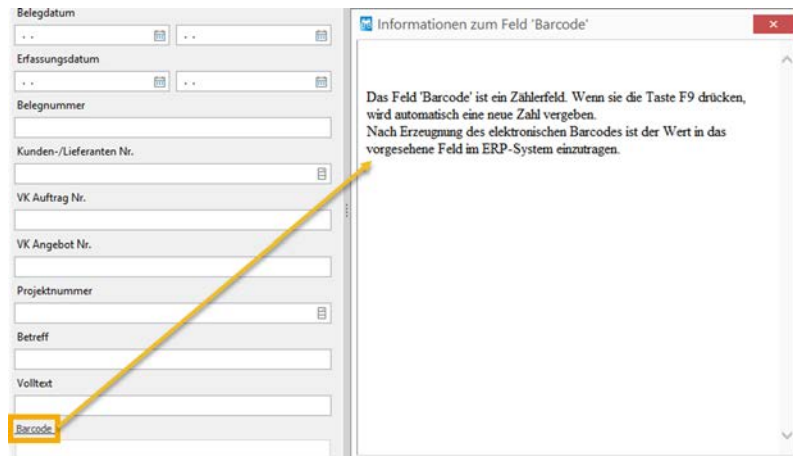 Belegdatum
. . . .
Erfassungsdatum
. . . .
Belegnummer
Kunden-/Lieferanten Nr.
VK Auftrag Nr.
VK Angebot Nr.
Projektnummer
Betreff
Volltext
Barcode
Informationen zum Feld 'Barcode'
Das Feld 'Barcode' ist ein Zählerfeld. Wenn sie die Taste F9 drücken,
wird automatisch eine neue Zahl vergeben.
Nach Erzeugnung des elektronischen Barcodes ist der Wert in das
vorgesehene Feld im ERP-System einzutragen.